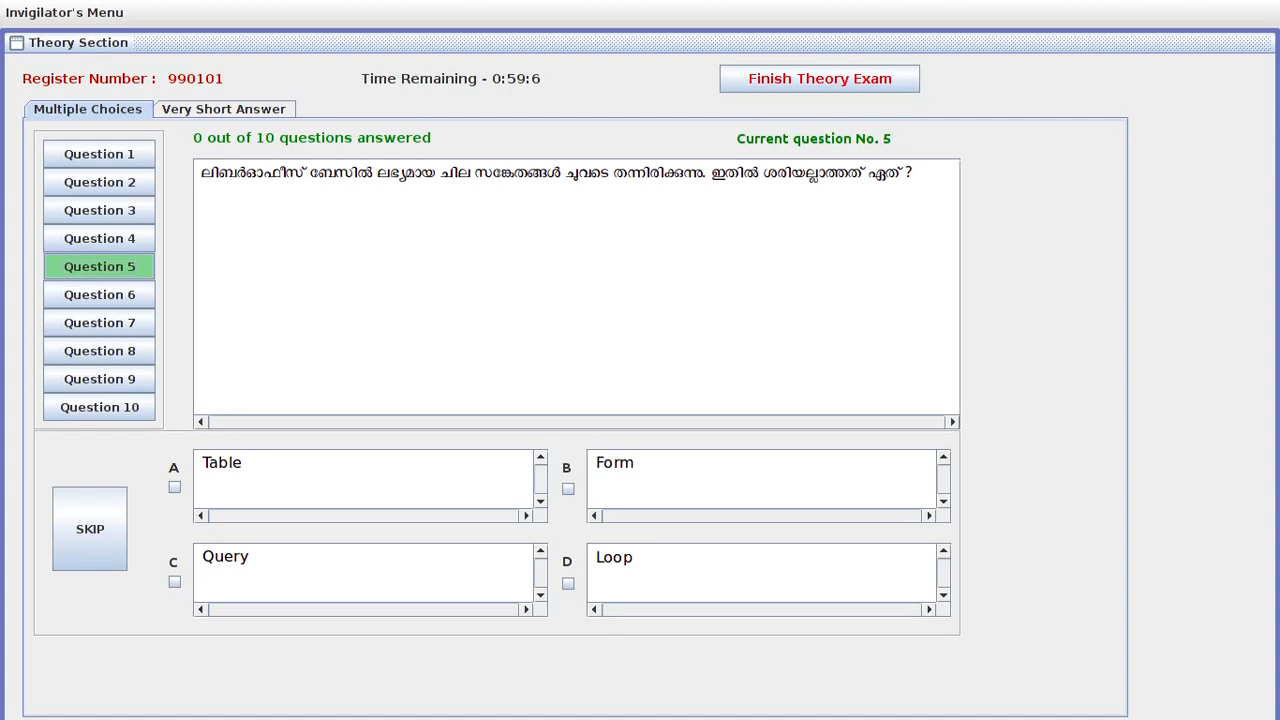 Invigilator's Menu
Theory Section
Register Number : 990101
Time Remaining - 0:59:6
Finish Theory Exam
Multiple Choices
Very Short Answer
0 out of 10 questions answered
Current question No. 5
Question 1
Question 2
Question 3
Question 4
Question 5
Question 6
Question 7
Question 8
Question 9
Question 10
ലിബർഓഫീസ് ബേസിൽ ലഭ്യമായ ചില സങ്കേതങ്ങൾ ചുവടെ തന്നിരിക്കുന്നു. ഇതിൽ ശരിയല്ലാത്തത് ഏത് ?
SKIP
A Table
B Form
C Query
D Loop